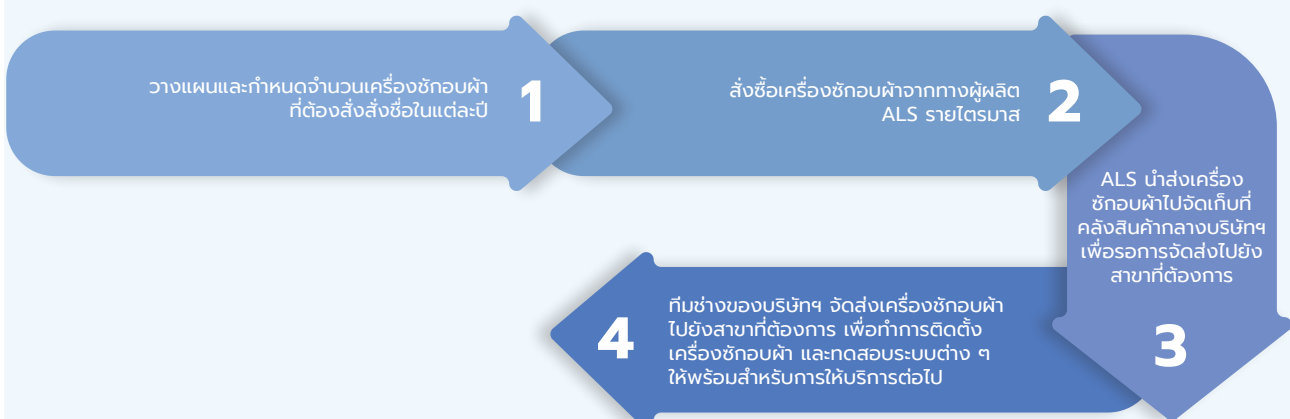 วางแผนและกำหนดจำนวนเครื่องซักอบผ้า
ที่ต้องสั่งสั่งซื่อในแต่ละปี
1
สั่งซื้อเครื่องซักอบผ้าจากทางผู้ผลิต
ALS รายไตรมาส
2
ALS นำส่งเครื่อง
ซักอบผ้าไปจัดเก็บที่
คลังสินค้ากลางบริษัทฯ
เพื่อรอการจัดส่งไปยัง
สาขาที่ต้องการ
3
ทีมช่างของบริษัทฯ จัดส่งเครื่องซักอบผ้า
ไปยังสาขาที่ต้องการ เพื่อทำการติดตั้ง
เครื่องซักอบผ้า และทดสอบระบบต่าง ๆ
ให้พร้อมสำหรับการให้บริการต่อไป
4